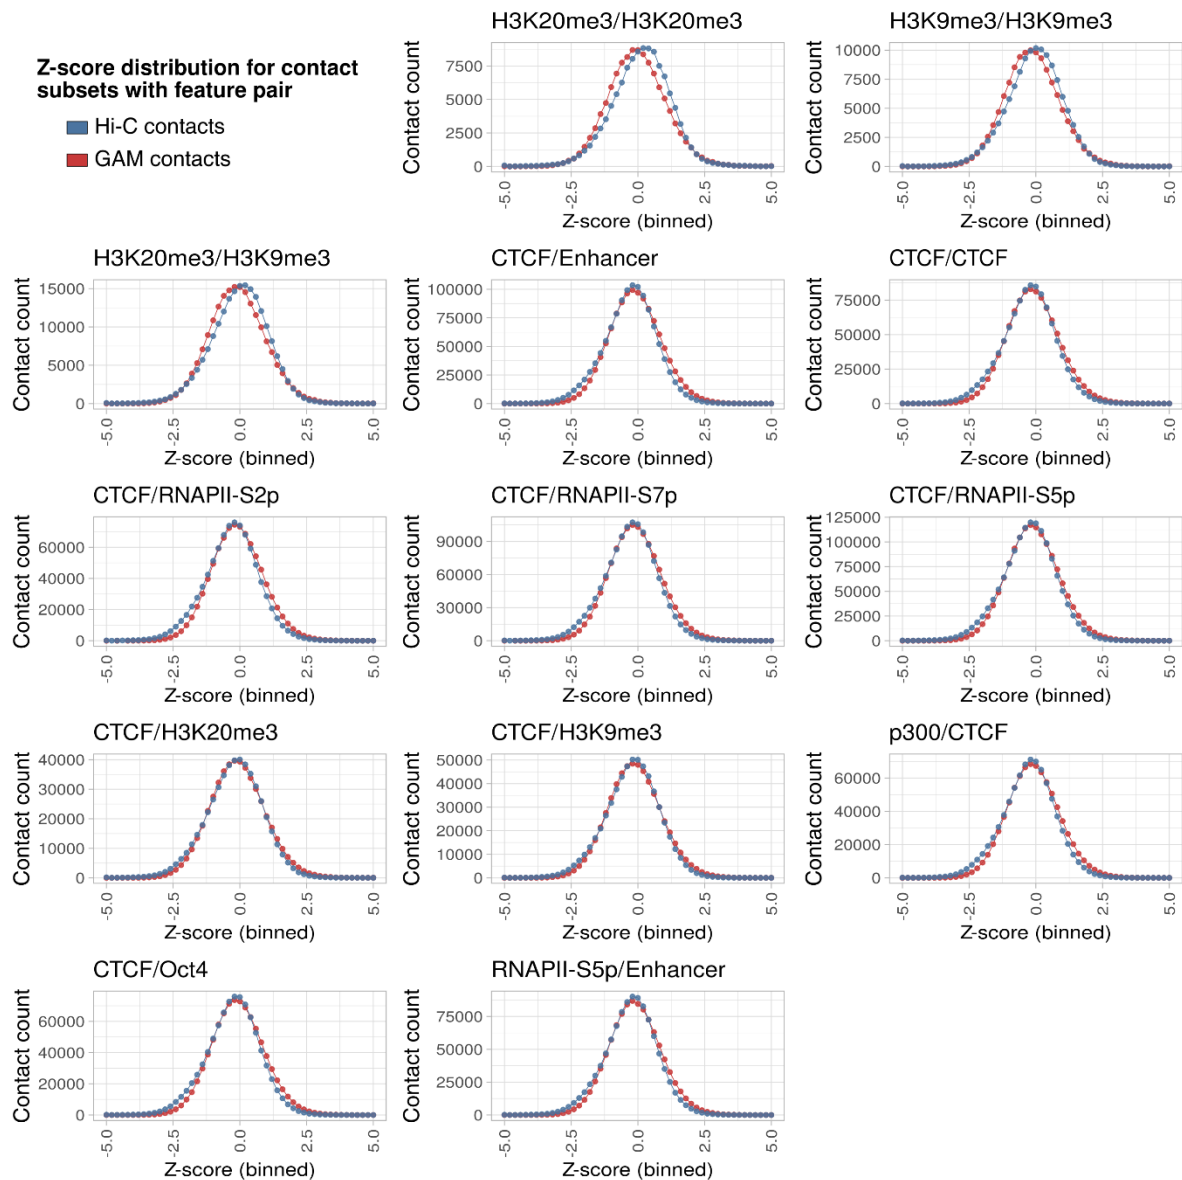 Z-score distribution for contact
subsets with feature pair
Hi-C contacts
GAM contacts
H3K20me3/H3K20me3
Contact count
7500
5000
2500
0
-5.0
-2.5
0.0
2.5
5.0
Z-score (binned)
H3K9me3/H3K9me3
Contact count
10000
7500
5000
2500
0
-5.0
-2.5
0.0
2.5
5.0
Z-score (binned)
H3K20me3/H3K9me3
Contact count
15000
10000
5000
0
-5.0
-2.5
0.0
2.5
5.0
Z-score (binned)
CTCF/Enhancer
Contact count
100000
75000
50000
25000
0
-5.0
-2.5
0.0
2.5
5.0
Z-score (binned)
CTCF/CTCF
Contact count
75000
50000
25000
0
-5.0
-2.5
0.0
2.5
5.0
Z-score (binned)
CTCF/RNAPII-S2p
Contact count
60000
40000
20000
0
-5.0
-2.5
0.0
2.5
5.0
Z-score (binned)
CTCF/RNAPII-S7p
Contact count
90000
60000
30000
0
-5.0
-2.5
0.0
2.5
5.0
Z-score (binned)
CTCF/RNAPII-S5p
Contact count
125000
100000
75000
50000
25000
0
-5.0
-2.5
0.0
2.5
5.0
Z-score (binned)
CTCF/H3K20me3
Contact count
40000
30000
20000
10000
0
-5.0
-2.5
0.0
2.5
5.0
Z-score (binned)
CTCF/H3K9me3
Contact count
50000
40000
30000
20000
10000
0
-5.0
-2.5
0.0
2.5
5.0
Z-score (binned)
p300/CTCF
Contact count
60000
40000
20000
0
-5.0
-2.5
0.0
2.5
5.0
Z-score (binned)
CTCF/Oct4
Contact count
60000
40000
20000
0
-5.0
-2.5
0.0
2.5
5.0
Z-score (binned)
RNAPII-S5p/Enhancer
Contact count
75000
50000
25000
0
-5.0
-2.5
0.0
2.5
5.0
Z-score (binned)